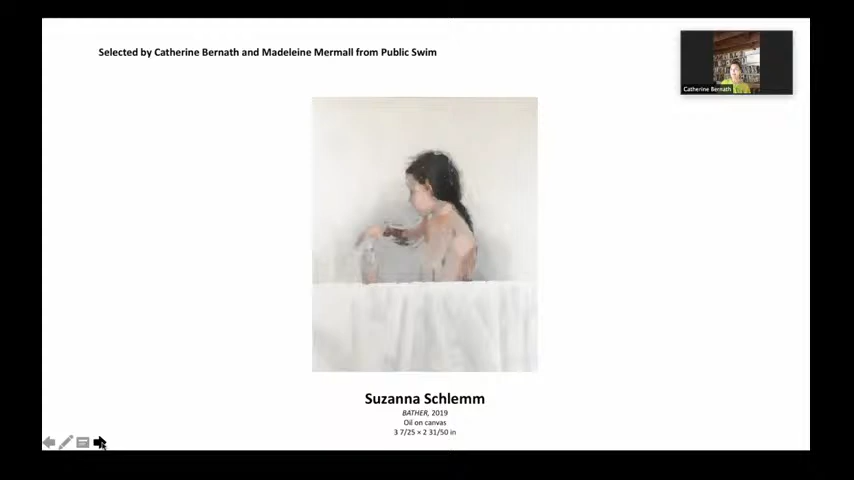 Selected by Catherine Bernath and Madeleine Mermall from Public Swim
Catherine Bernath
Suzanna Schlemm
BATHER, 2019
Oil on canvas
3 7/25 × 2 31/50 in